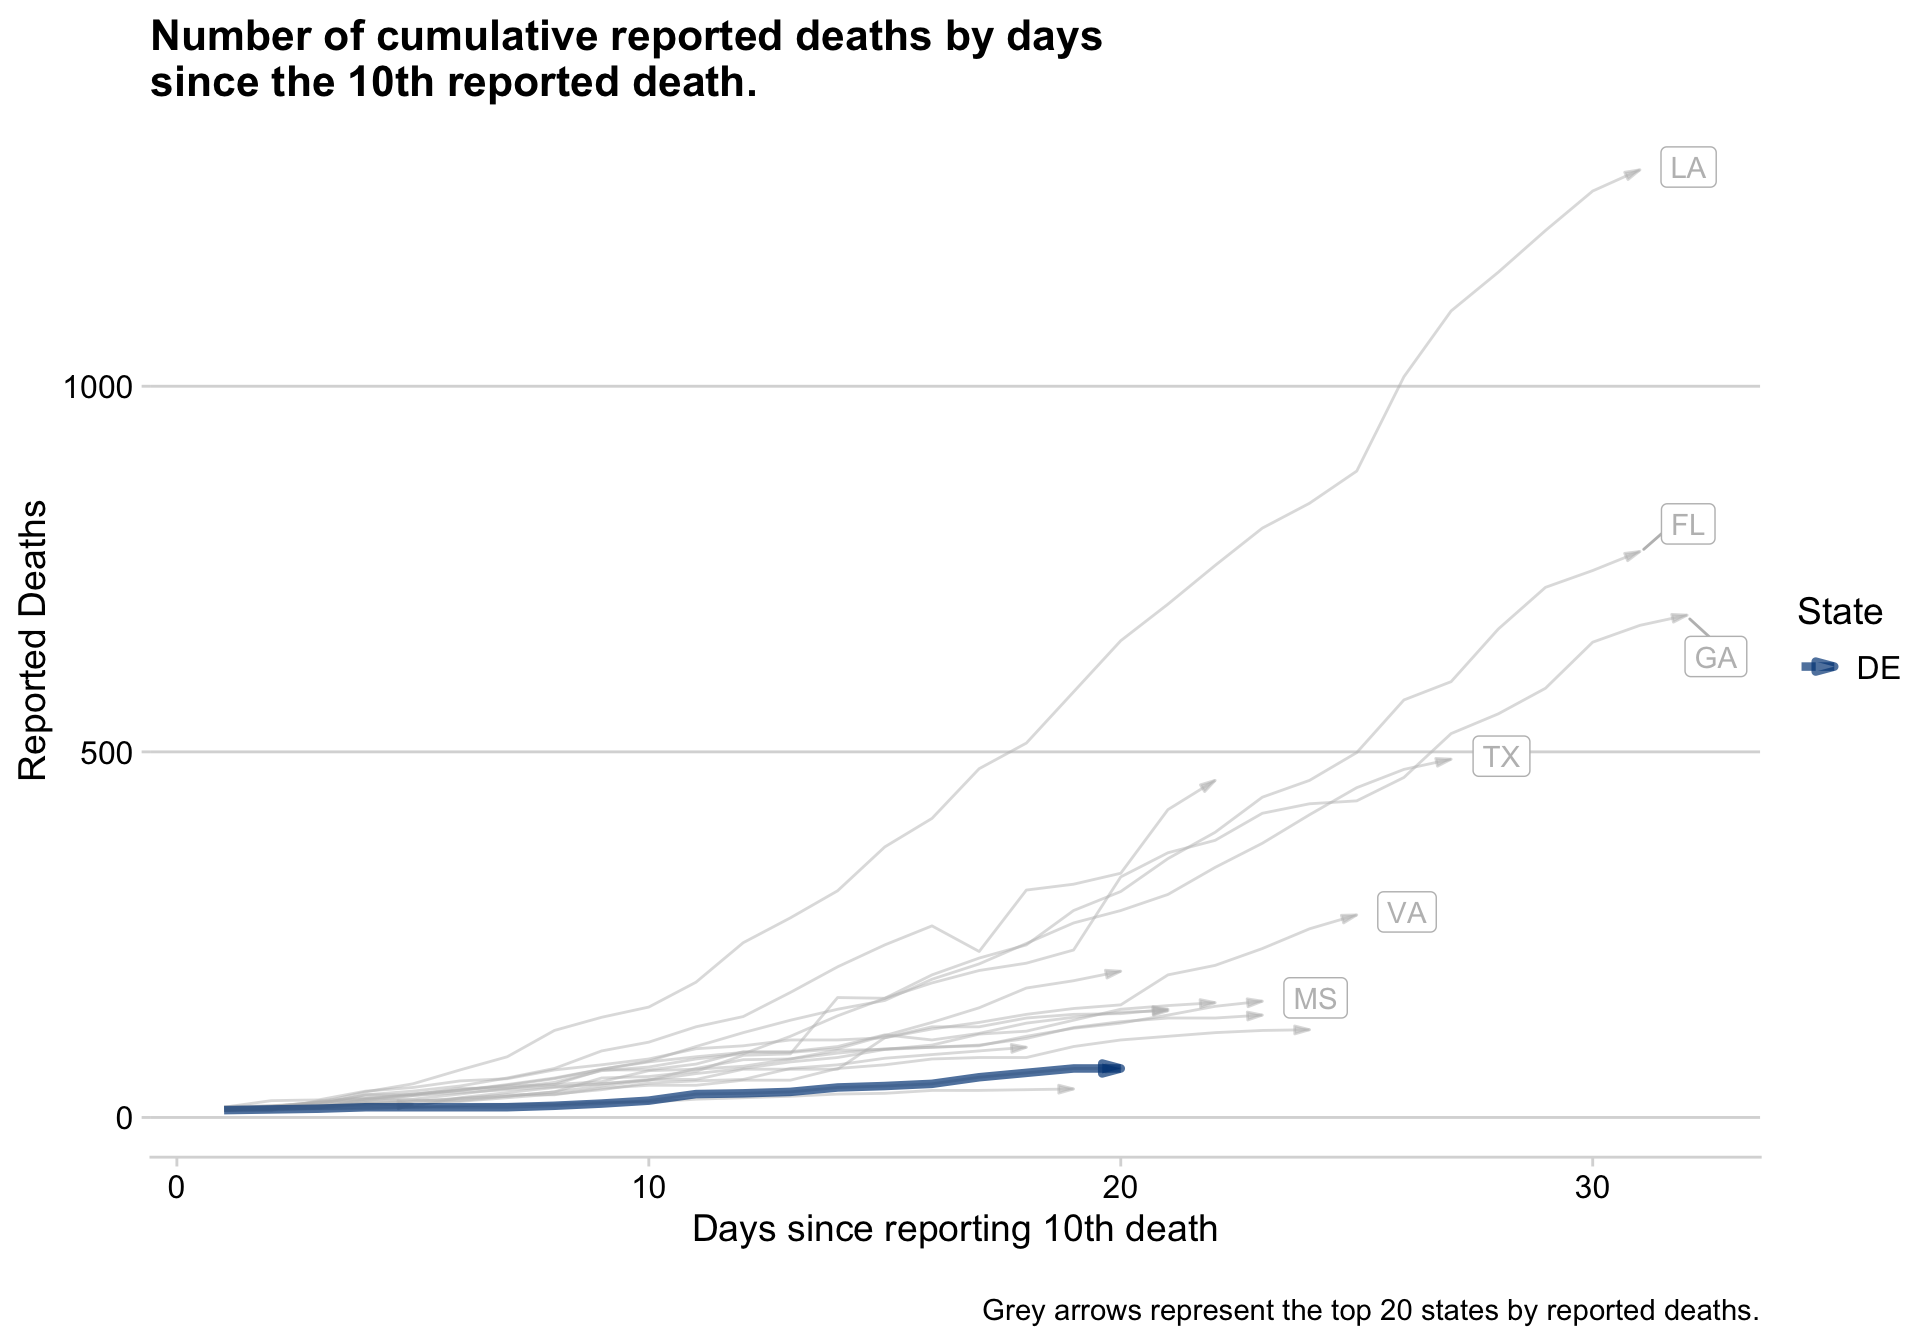 Number of cumulative reported deaths by days
since the 10th reported death.
LA
1000
FL
GA
State
DE
500
TX
VA
MS
0
Reported Deaths
0 10 20 30
Days since reporting 10th death
Grey arrows represent the top 20 states by reported deaths.